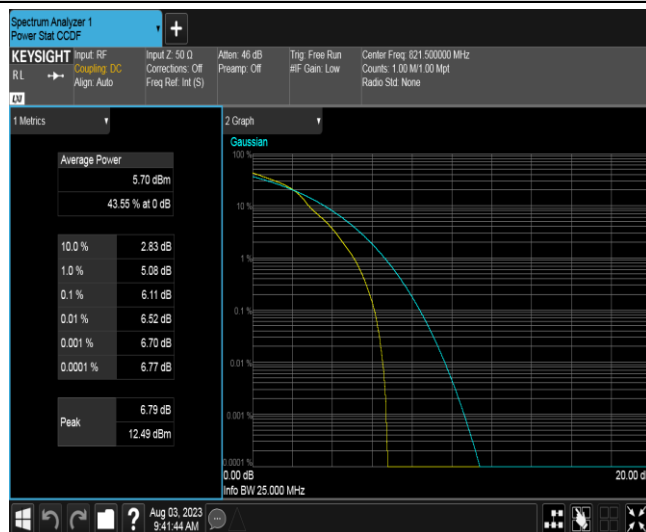 Spectrum Analyzer 1
Power Stat CCDF
KEYSIGHT
RL
Input: RF
Coupling: DC
Align: Auto
Input Z: 50 Ω
Corrections: Off
Freq Ref: Int (S)
Atten: 46 dB
Preamp: Off
Trig: Free Run
#IF Gain: Low
Center Freq: 821.500000 MHz
Counts: 1.00 M/1.00 Mpt
Radio Std: None
LXI
1 Metrics
Average Power
5.70 dBm
43.55 % at 0 dB
10.0 % 2.83 dB
1.0 % 5.08 dB
0.1 % 6.11 dB
0.01 % 6.52 dB
0.001 % 6.70 dB
0.0001 % 6.77 dB
Peak
6.79 dB
12.49 dBm
2 Graph
Gaussian
100 %
10 %
1 %
0.1 %
0.01 %
0.001 %
0.0001 %
0.00 dB
20.00 d
Info BW 25.000 MHz
?
Aug 03, 2023
9:41:44 AM